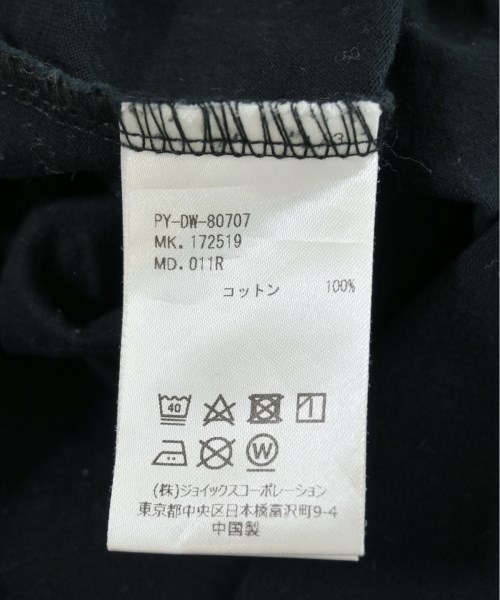 PY-DW-80707
MK. 172519
MD. 011R
コットン 100%
40
W
(株)ジョイックスコーポレーション
東京都中央区日本橋富沢町9-4
中国製